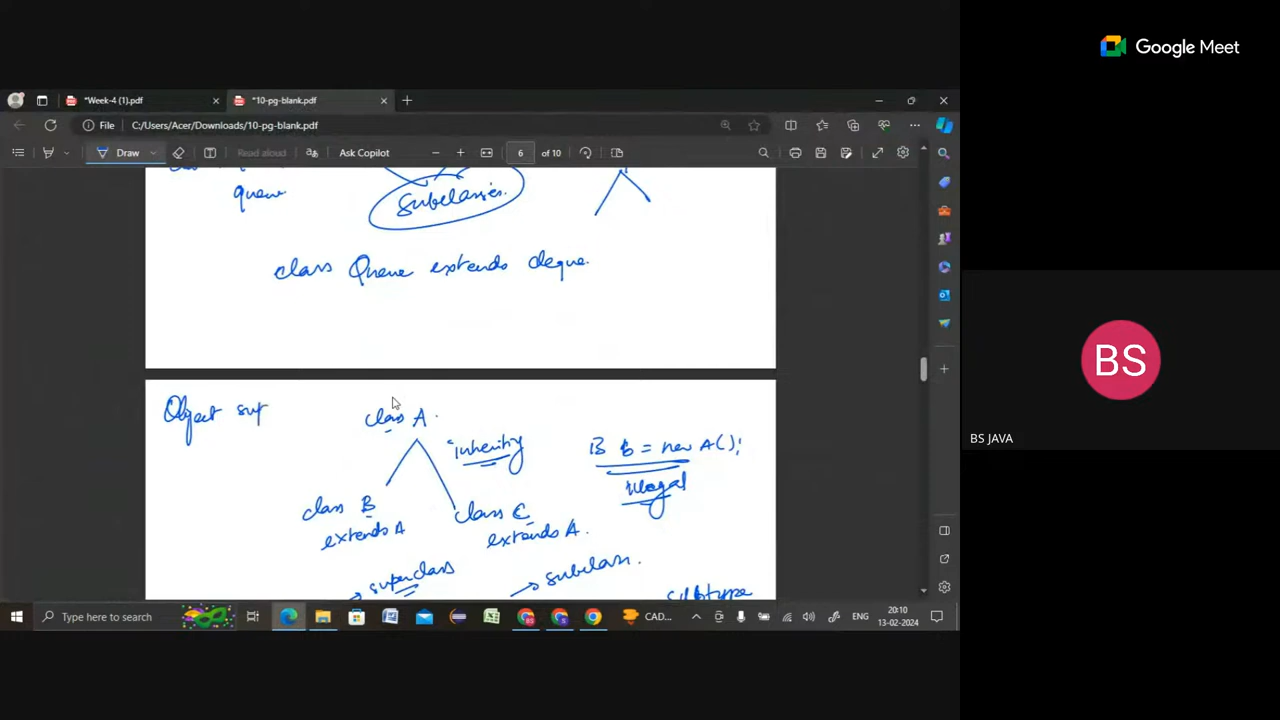 Google Meet
*Week-4 (1).pdf
*10-pg-blank.pdf
File
C:/Users/Acer/Downloads/10-pg-blank.pdf
Draw
Read aloud
Ask Copilot
6
of 10
queue
subclasses.
class Queue extends deque.
Object sup
class A.
inherity
B b = new A();
illegal
class B
extends A
class C
extends A.
→ superclass
→ subclass.
subtype
BS
BS JAVA
Type here to search
CAD...
ENG
20:10
13-02-2024